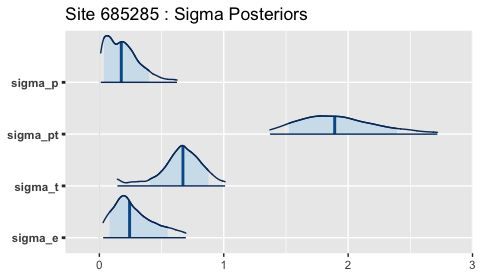 Site 685285 : Sigma Posteriors
sigma_p
sigma_pt
sigma_t
sigma_e
0 1 2 3